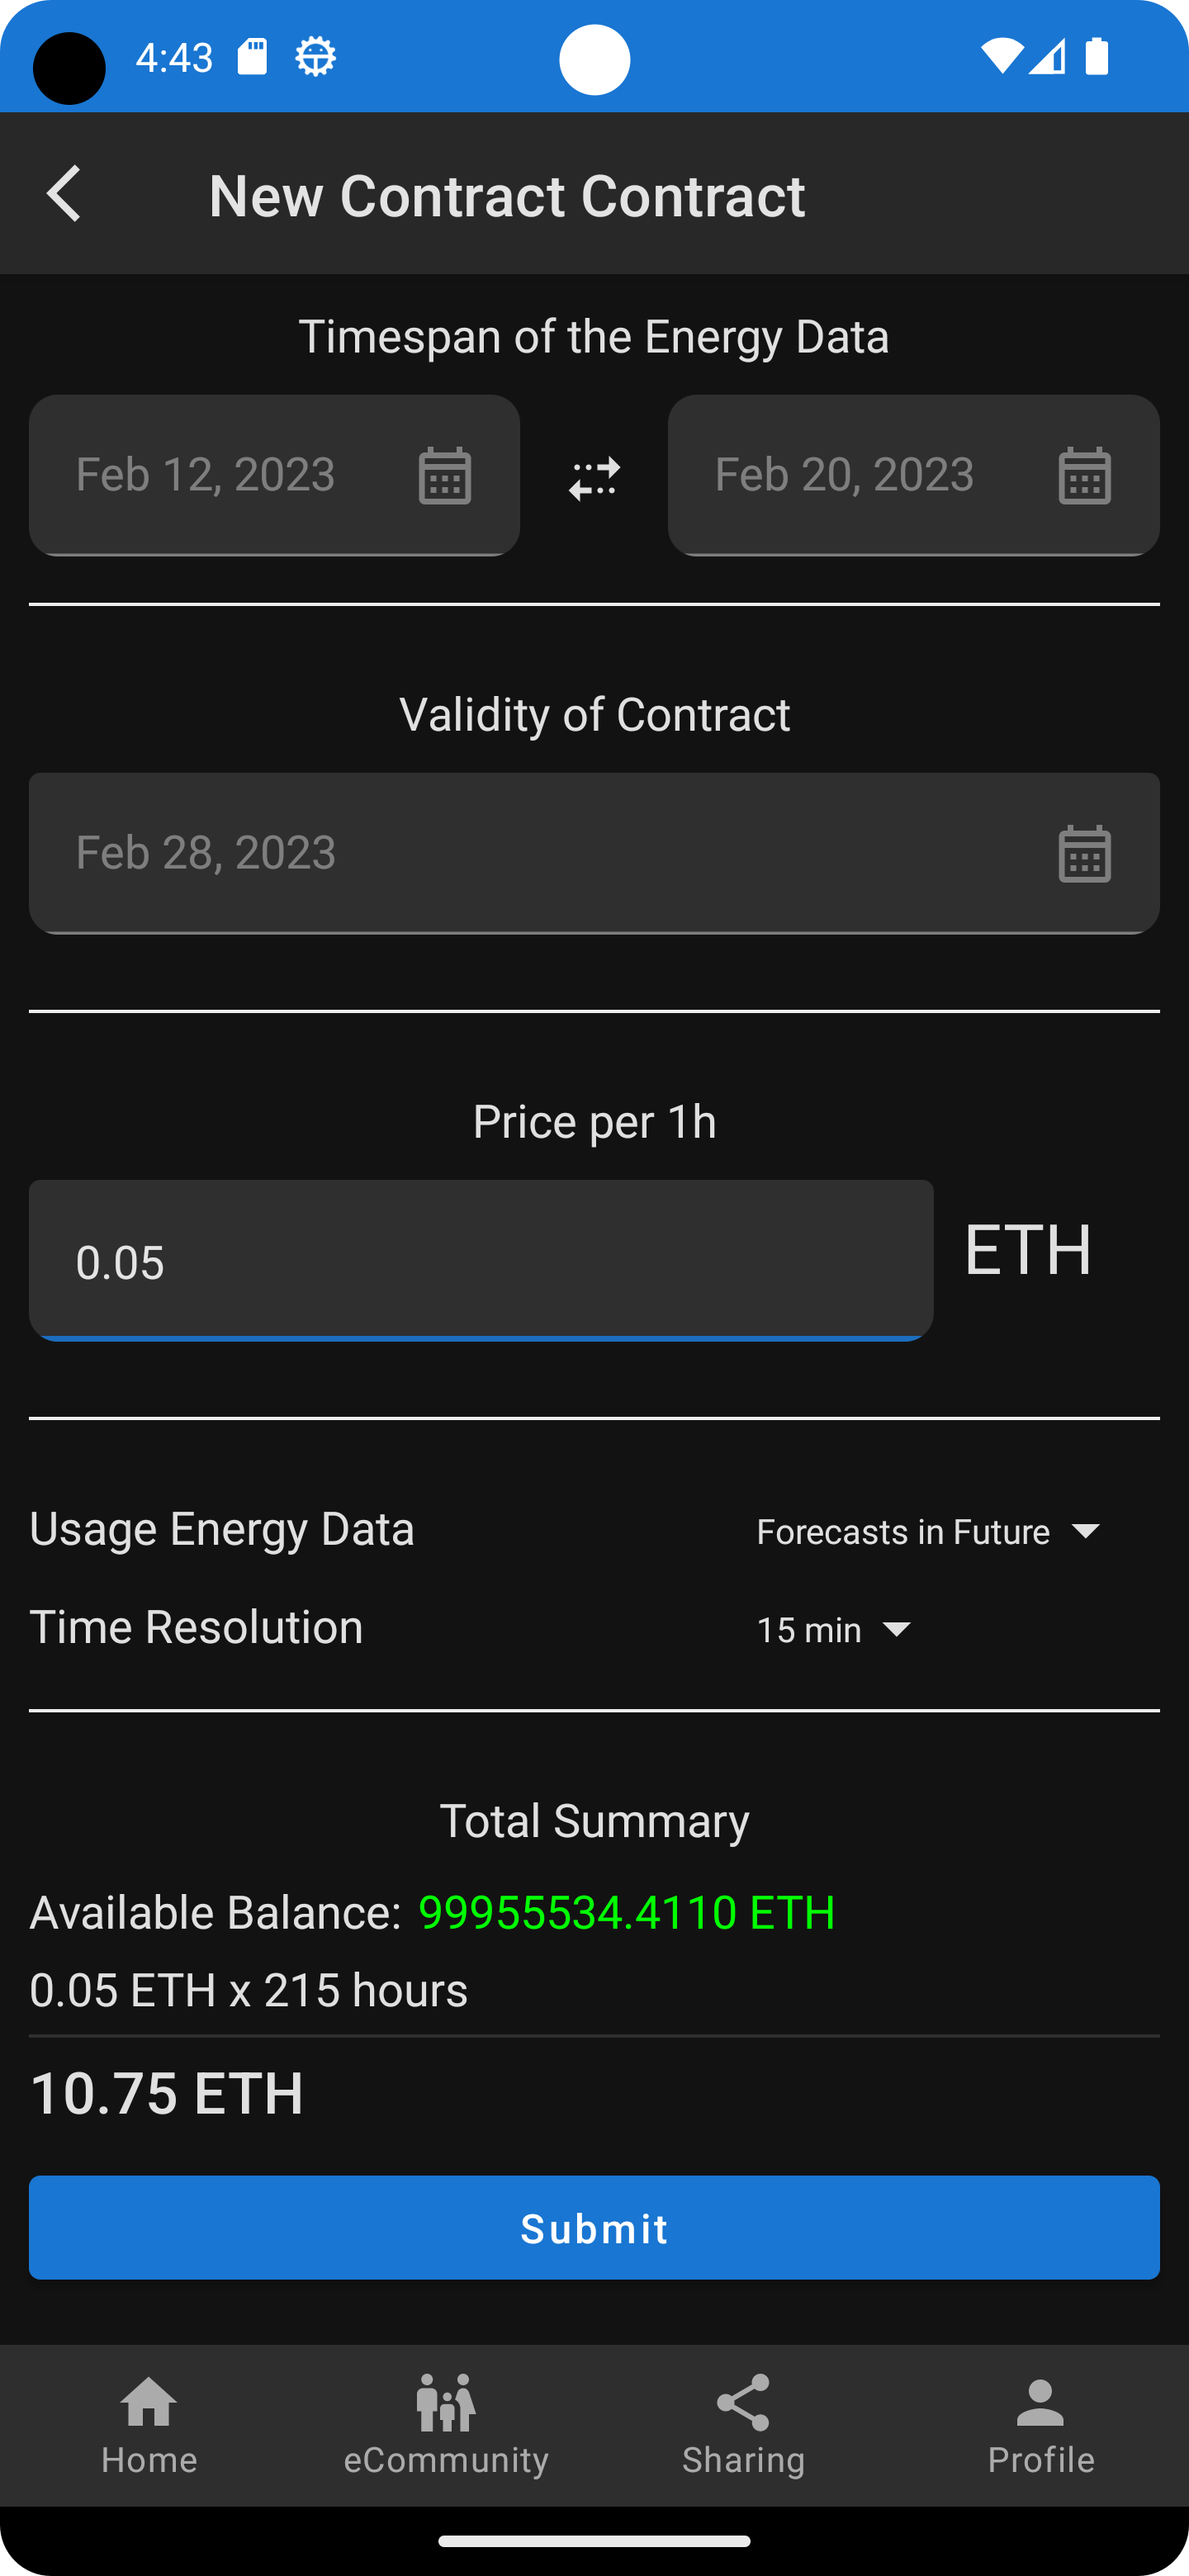 4:43
New Contract Contract
Timespan of the Energy Data
Feb 12, 2023 Feb 20, 2023
Validity of Contract
Feb 28, 2023
Price per 1h
0.05 ETH
Usage Energy Data Forecasts in Future
Time Resolution 15 min
Total Summary
Available Balance: 99955534.4110 ETH
0.05 ETH x 215 hours
10.75 ETH
Submit
Home eCommunity Sharing Profile